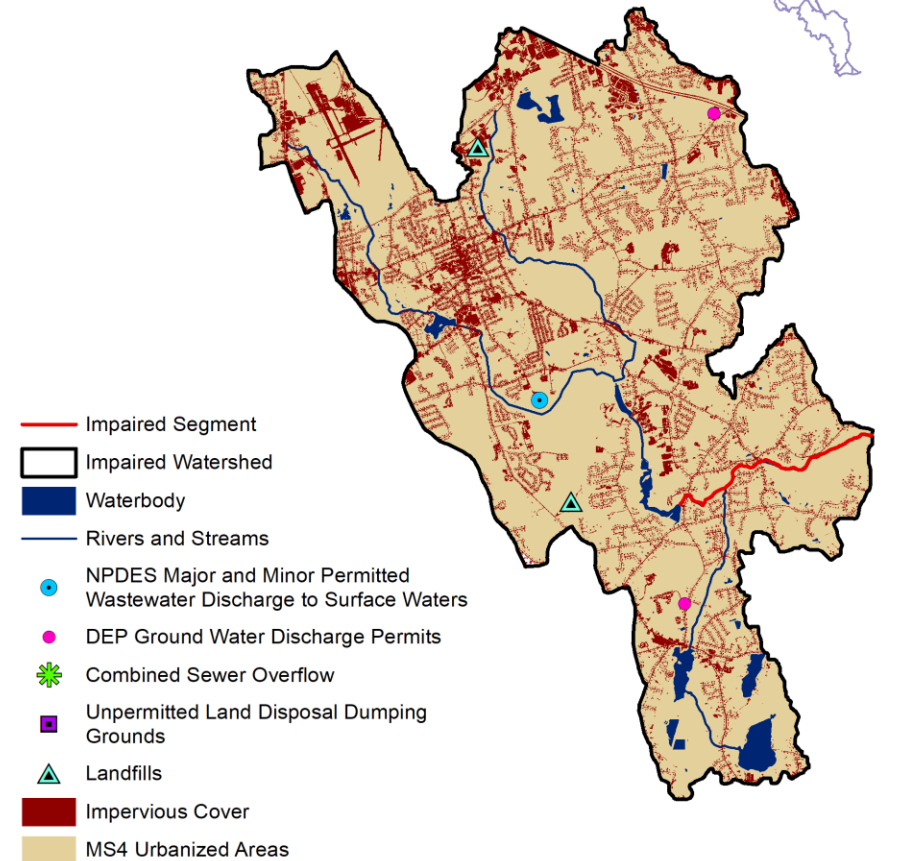 Impaired Segment
Impaired Watershed
Waterbody
Rivers and Streams
NPDES Major and Minor Permitted
Wastewater Discharge to Surface Waters
DEP Ground Water Discharge Permits
Combined Sewer Overflow
Unpermitted Land Disposal Dumping
Grounds
Landfills
Impervious Cover
MS4 Urbanized Areas